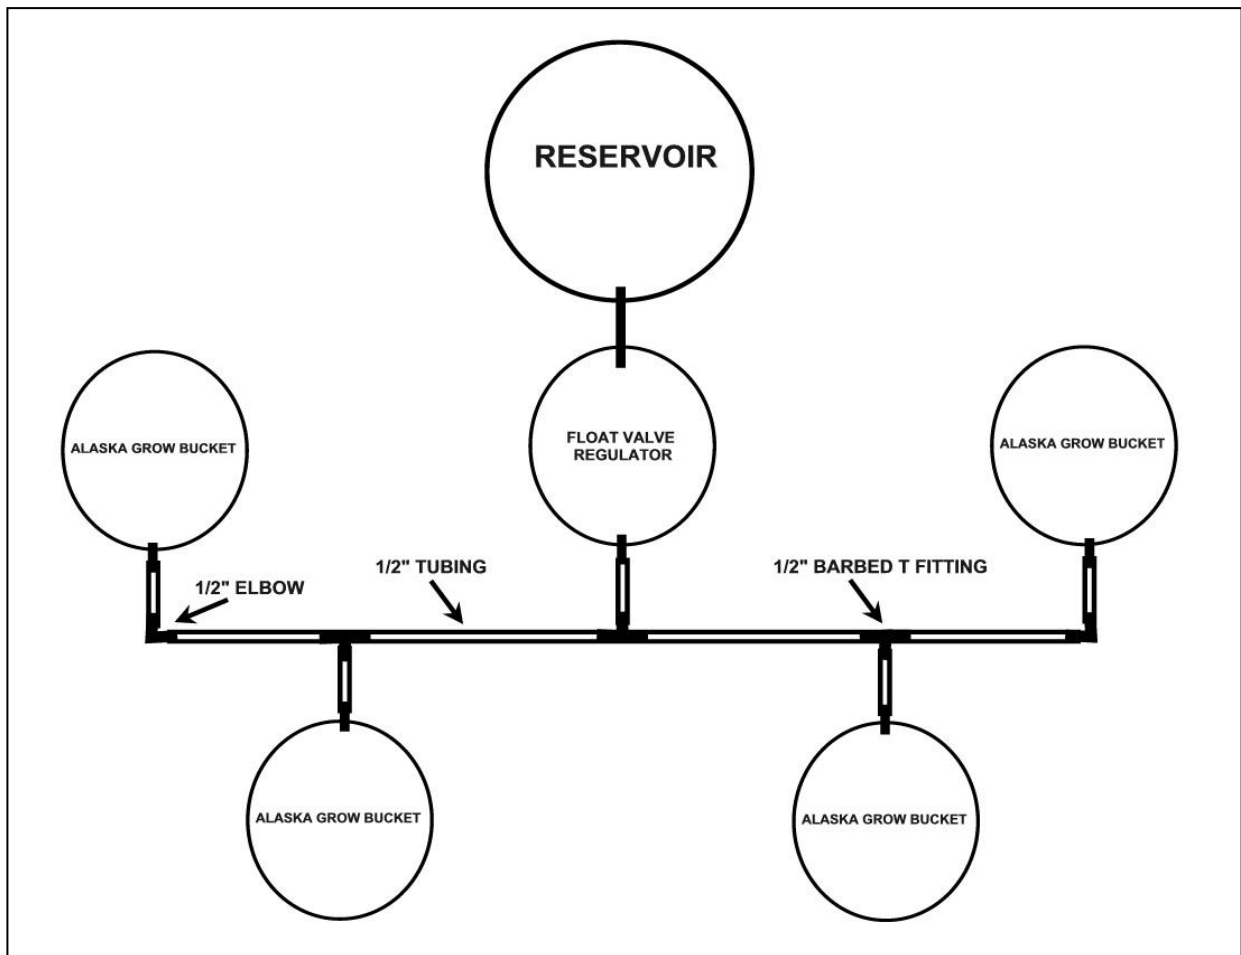 RESERVOIR
ALASKA GROW BUCKET
FLOAT VALVE
REGULATOR
ALASKA GROW BUCKET
1/2" ELBOW
1/2" TUBING
1/2" BARBED T FITTING
ALASKA GROW BUCKET
ALASKA GROW BUCKET